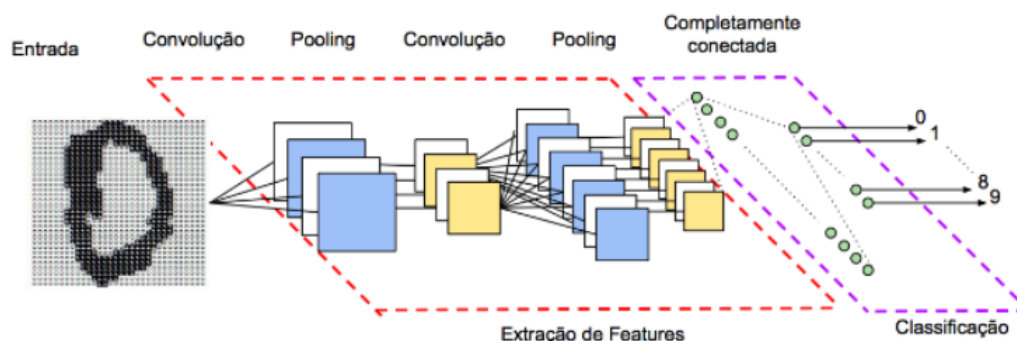 Entrada
Convolução
Pooling
Convolução
Pooling
Completamente
conectada
0
1
8
9
Extração de Features
Classificação